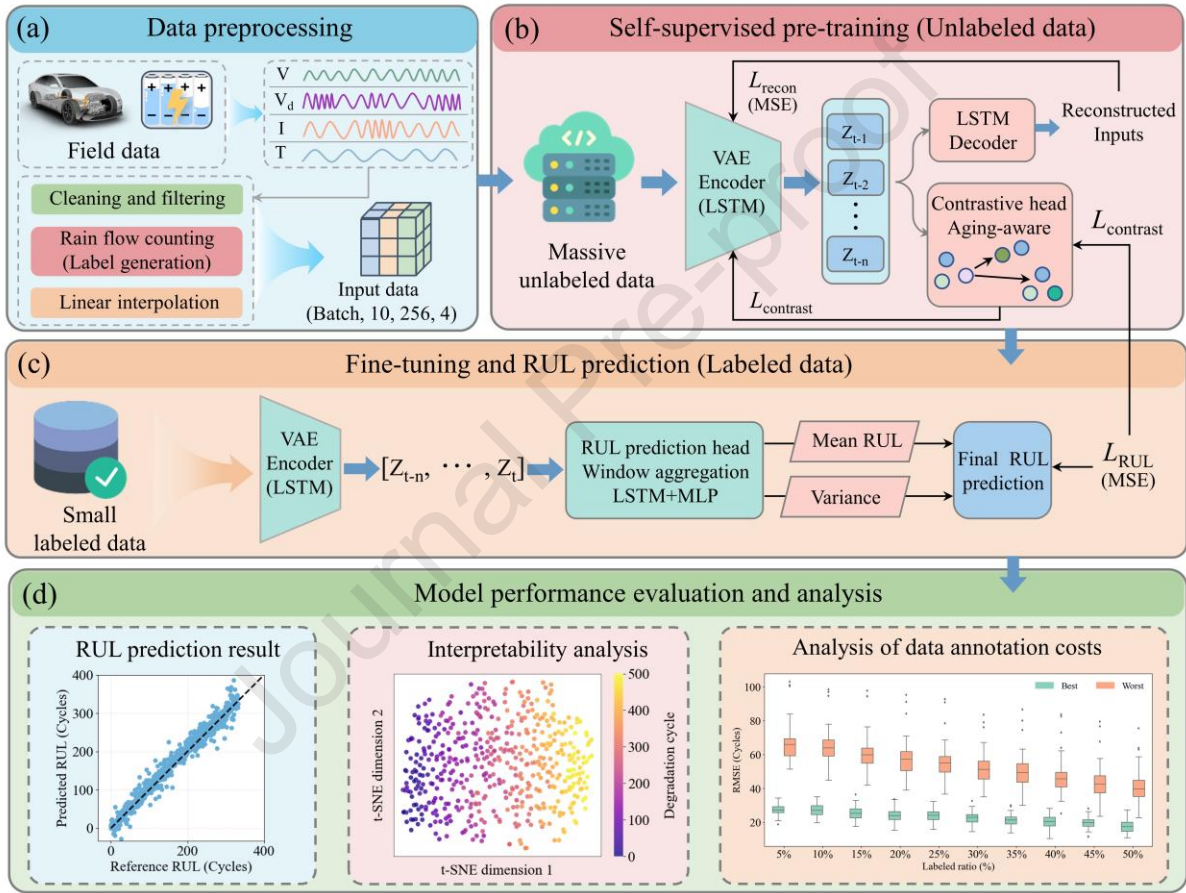 (a)
Data preprocessing
V
V_d
I
T
Field data
Cleaning and filtering
Rain flow counting
(Label generation)
Linear interpolation
Input data
(Batch, 10, 256, 4)
(b)
Self-supervised pre-training (Unlabeled data)
</>
Massive
unlabeled data
VAE
Encoder
(LSTM)
L_recon
(MSE)
Z_t-1
Z_t-2
Z_t-n
LSTM
Decoder
Reconstructed
Inputs
Contrastive head
Aging-aware
L_contrast
L_contrast
(c)
Fine-tuning and RUL prediction (Labeled data)
Small
labeled data
VAE
Encoder
(LSTM)
[Z_t-n, ··· , Z_t]
RUL prediction head
Window aggregation
LSTM+MLP
Mean RUL
Variance
Final RUL
prediction
L_RUL
(MSE)
(d)
Model performance evaluation and analysis
RUL prediction result
Predicted RUL (Cycles)
400
300
200
100
0
0
200
400
Reference RUL (Cycles)
Interpretability analysis
t-SNE dimension 2
t-SNE dimension 1
500
400
300
200
100
0
Degradation cycle
Analysis of data annotation costs
Best
Worst
RMSE (Cycles)
100
80
60
40
20
5%
10%
15%
20%
25%
30%
35%
40%
45%
50%
Labeled ratio (%)
Journal Pre-proof